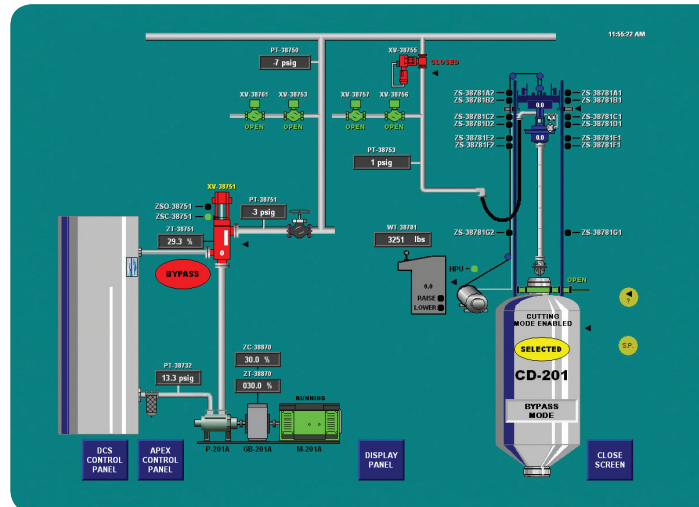 11:55:22 AM
PT-38750
-7 psig
XV-38755
CLOSED
XV-38761
XV-38753
OPEN
OPEN
XV-38757
XV-38756
OPEN
OPEN
ZS-38781A2
ZS-38781B2
ZS-38781A1
ZS-38781B1
0.0
ZS-38781C2
ZS-38781D2
ZS-38781C1
ZS-38781D1
ZS-38781E2
ZS-38781F2
0.0
ZS-38781E1
ZS-38781F1
PT-38753
1 psig
XV-38751
ZSO-38751
ZSC-38751
ZT-38751
29.3 %
PT-38751
-3 psig
BYPASS
WT-38781
3251 lbs
ZS-38781G2
ZS-38781G1
HPU
0.0
RAISE
LOWER
OPEN
?
CUTTING
MODE ENABLED
SELECTED
CD-201
BYPASS
MODE
S.P.
PT-38732
13.3 psig
ZC-38870
30.0 %
ZT-38870
030.0 %
RUNNING
P-201A
GB-201A
M-201A
DCS
CONTROL
PANEL
APEX
CONTROL
PANEL
DISPLAY
PANEL
CLOSE
SCREEN